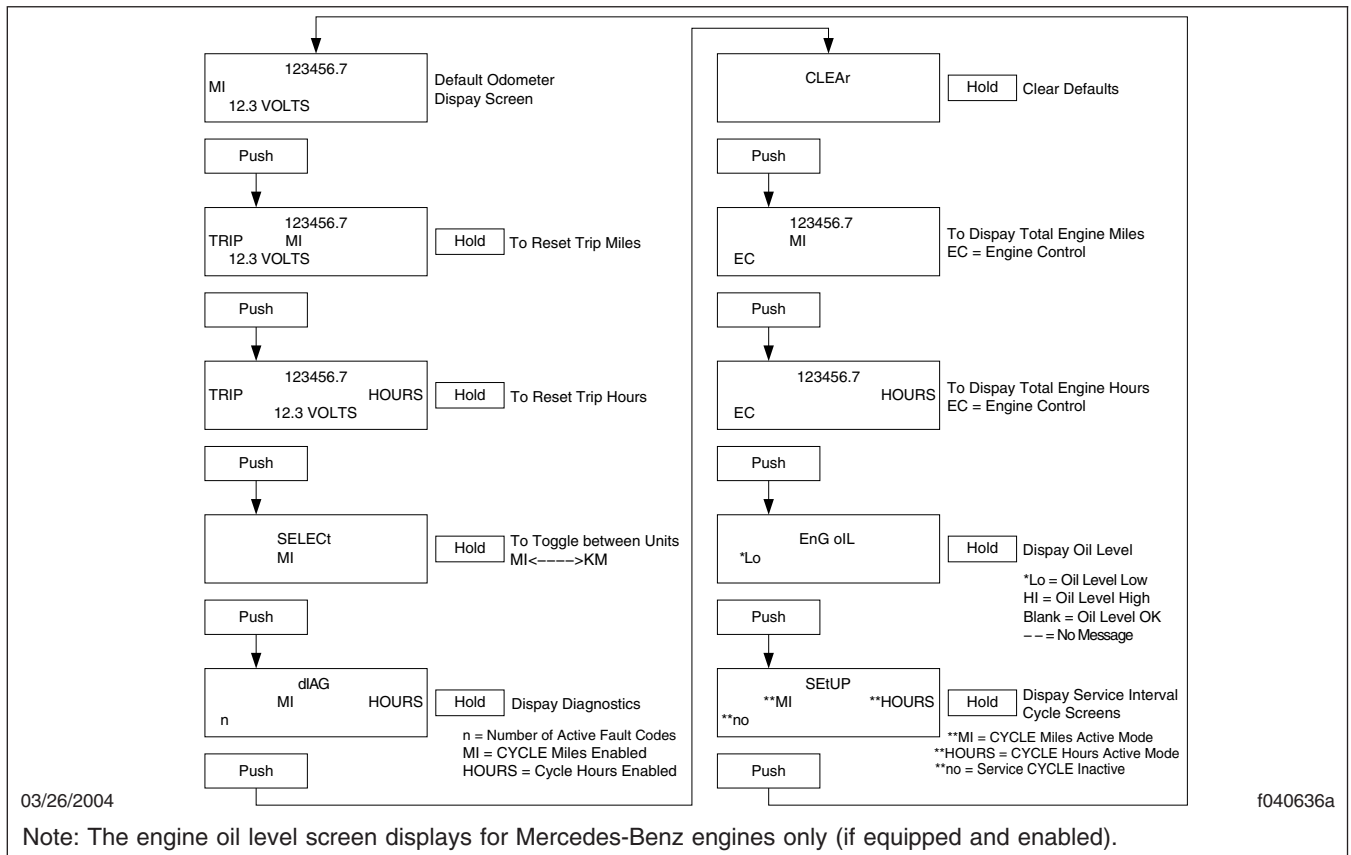 123456.7
MI
12.3 VOLTS
Default Odometer
Dispay Screen
Push
123456.7
TRIP MI
12.3 VOLTS
Hold
To Reset Trip Miles
Push
123456.7
TRIP HOURS
12.3 VOLTS
Hold
To Reset Trip Hours
Push
SELECt
MI
Hold
To Toggle between Units
MI<---->KM
Push
dIAG
MI HOURS
n
Hold
Dispay Diagnostics
n = Number of Active Fault Codes
MI = CYCLE Miles Enabled
HOURS = Cycle Hours Enabled
Push
CLEAr
Hold
Clear Defaults
Push
123456.7
MI
EC
To Dispay Total Engine Miles
EC = Engine Control
Push
123456.7
HOURS
EC
To Dispay Total Engine Hours
EC = Engine Control
Push
EnG oIL
*Lo
Hold
Dispay Oil Level
*Lo = Oil Level Low
HI = Oil Level High
Blank = Oil Level OK
– – = No Message
Push
SEtUP
**MI **HOURS
**no
Hold
Dispay Service Interval
Cycle Screens
**MI = CYCLE Miles Active Mode
**HOURS = CYCLE Hours Active Mode
**no = Service CYCLE Inactive
Push
03/26/2004
f040636a
Note: The engine oil level screen displays for Mercedes-Benz engines only (if equipped and enabled).